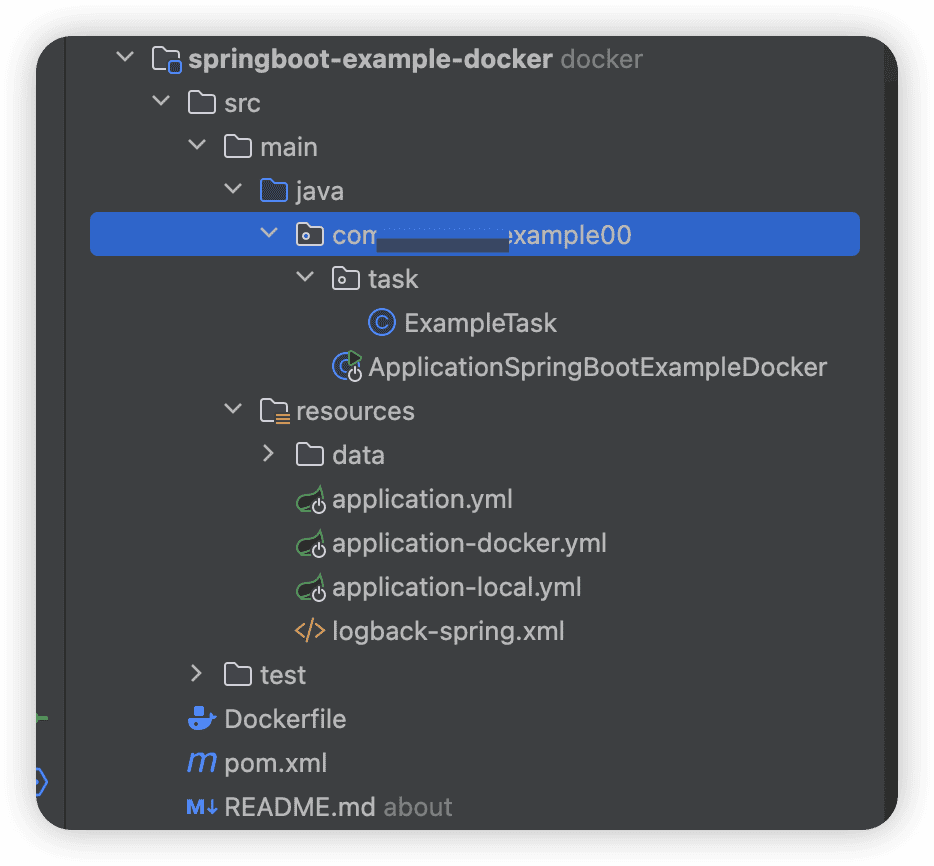 springboot-example-docker docker
src
main
java
com example00
task
ExampleTask
ApplicationSpringBootExampleDocker
resources
data
application.yml
application-docker.yml
application-local.yml
logback-spring.xml
test
Dockerfile
pom.xml
README.md about